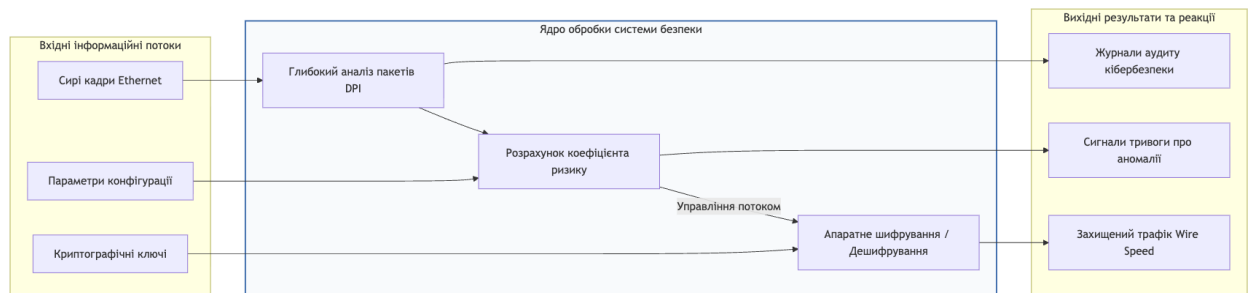 Вхідні інформаційні потоки
Сирі кадри Ethernet
Параметри конфігурації
Криптографічні ключі
Ядро обробки системи безпеки
Глибокий аналіз пакетів
DPI
Розрахунок коефіцієнта
ризику
Управління потоком
Апаратне шифрування /
Дешифрування
Вихідні результати та реакції
Журнали аудиту
кібербезпеки
Сигнали тривоги про
аномалії
Захищений трафік Wire
Speed